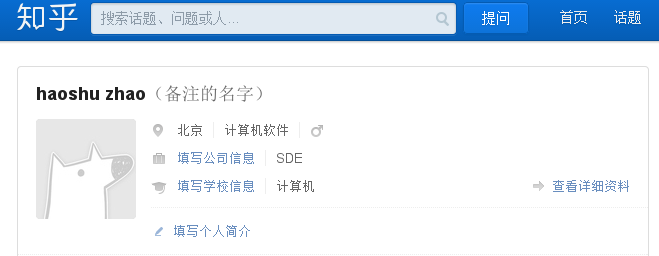 知乎 搜索话题、问题或人... 提问 首页 话题
haoshu zhao（备注的名字）
北京 计算机软件
填写公司信息 SDE
填写学校信息 计算机 查看详细资料
填写个人简介